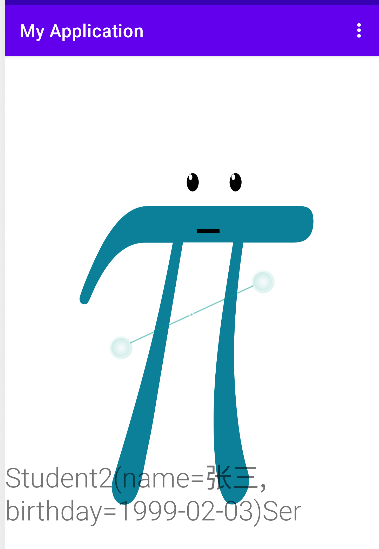 My Application
Student2(name=张三,
birthday=1999-02-03)Ser